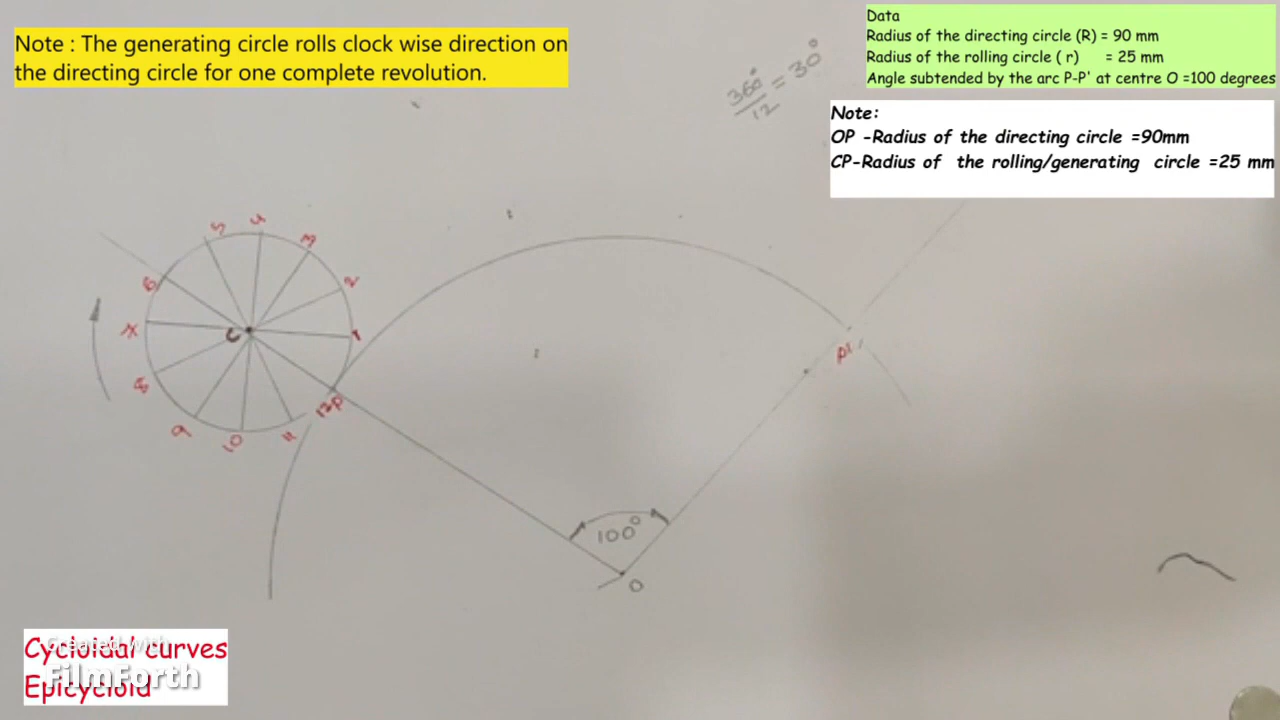 Note : The generating circle rolls clock wise direction on
the directing circle for one complete revolution.
Data
Radius of the directing circle (R) = 90 mm
Radius of the rolling circle ( r) = 25 mm
Angle subtended by the arc P-P' at centre O =100 degrees
Note:
OP -Radius of the directing circle =90mm
CP-Radius of the rolling/generating circle =25 mm
360°/12 = 30°
5 4 3
6 2
7 C 1
8 12P
9 10 11
P'
100°
O
Cycloidal curves
Epicycloid
Created with
FilmForth